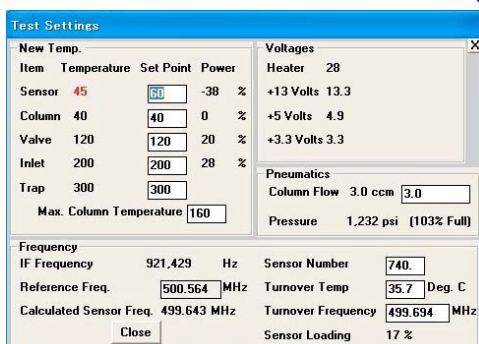 Test Settings
New Temp.
Item Temperature Set Point Power
Sensor 45 60 -38 %
Column 40 40 0 %
Valve 120 120 20 %
Inlet 200 200 28 %
Trap 300 300
Max. Column Temperature 160
Voltages
X
Heater 28
+13 Volts 13.3
+5 Volts 4.9
+3.3 Volts 3.3
Pneumatics
Column Flow 3.0 ccm 3.0
Pressure 1,232 psi (103% Full)
Frequency
IF Frequency 921,429 Hz
Reference Freq. 500.564 MHz
Calculated Sensor Freq. 499.643 MHz
Close
Sensor Number 740.
Turnover Temp 35.7 Deg. C
Turnover Frequency 499.694 MHz
Sensor Loading 17 %